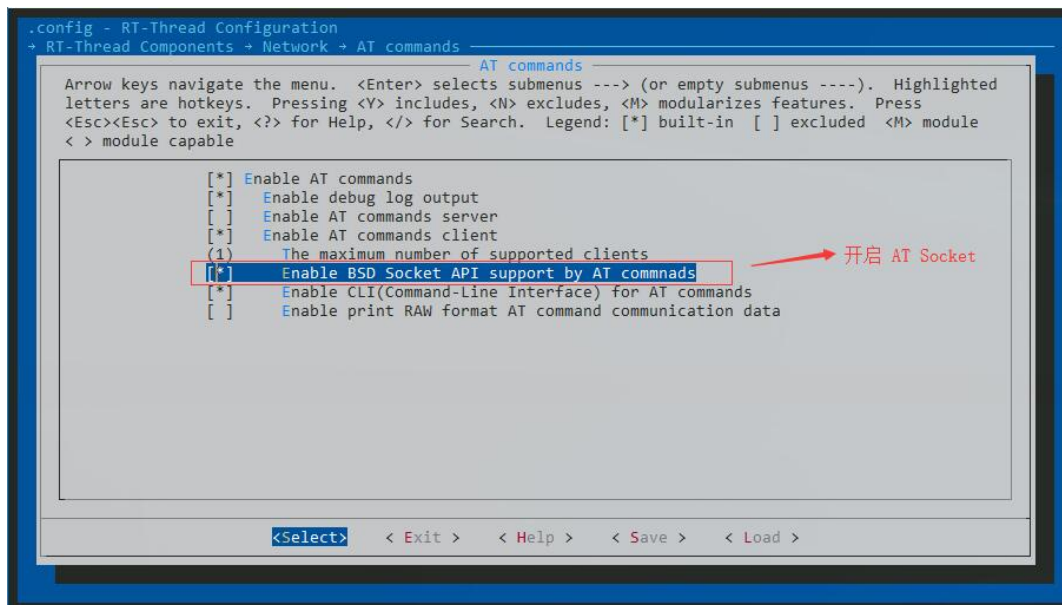 .config - RT-Thread Configuration
→ RT-Thread Components → Network → AT commands
AT commands
Arrow keys navigate the menu. <Enter> selects submenus ---> (or empty submenus ----). Highlighted
letters are hotkeys. Pressing <Y> includes, <N> excludes, <M> modularizes features. Press
<Esc><Esc> to exit, <?> for Help, </> for Search. Legend: [*] built-in [ ] excluded <M> module
< > module capable
[*] Enable AT commands
[*] Enable debug log output
[ ] Enable AT commands server
[*] Enable AT commands client
(1) The maximum number of supported clients
[*] Enable BSD Socket API support by AT commnads
开启 AT Socket
[*] Enable CLI(Command-Line Interface) for AT commands
[ ] Enable print RAW format AT command communication data
<Select> < Exit > < Help > < Save > < Load >